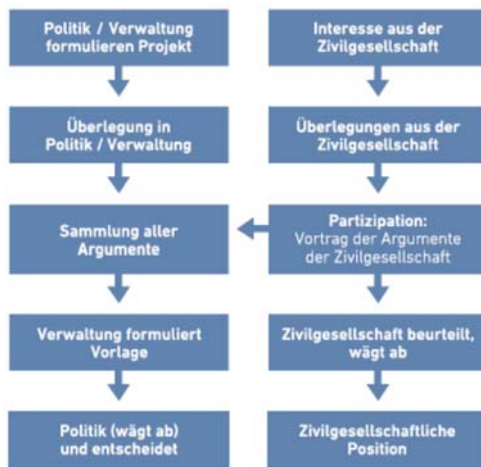 Politik / Verwaltung
formulieren Projekt
Interesse aus der
Zivilgesellschaft
Überlegung in
Politik / Verwaltung
Überlegungen aus der
Zivilgesellschaft
Sammlung aller
Argumente
Partizipation:
Vortrag der Argumente
der Zivilgesellschaft
Verwaltung formuliert
Vorlage
Zivilgesellschaft beurteilt,
wägt ab
Politik (wägt ab)
und entscheidet
Zivilgesellschaftliche
Position